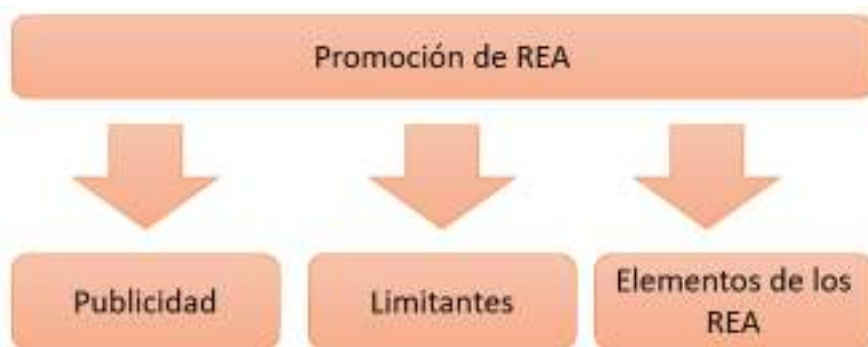 Promoción de REA
Publicidad
Limitantes
Elementos de los
REA